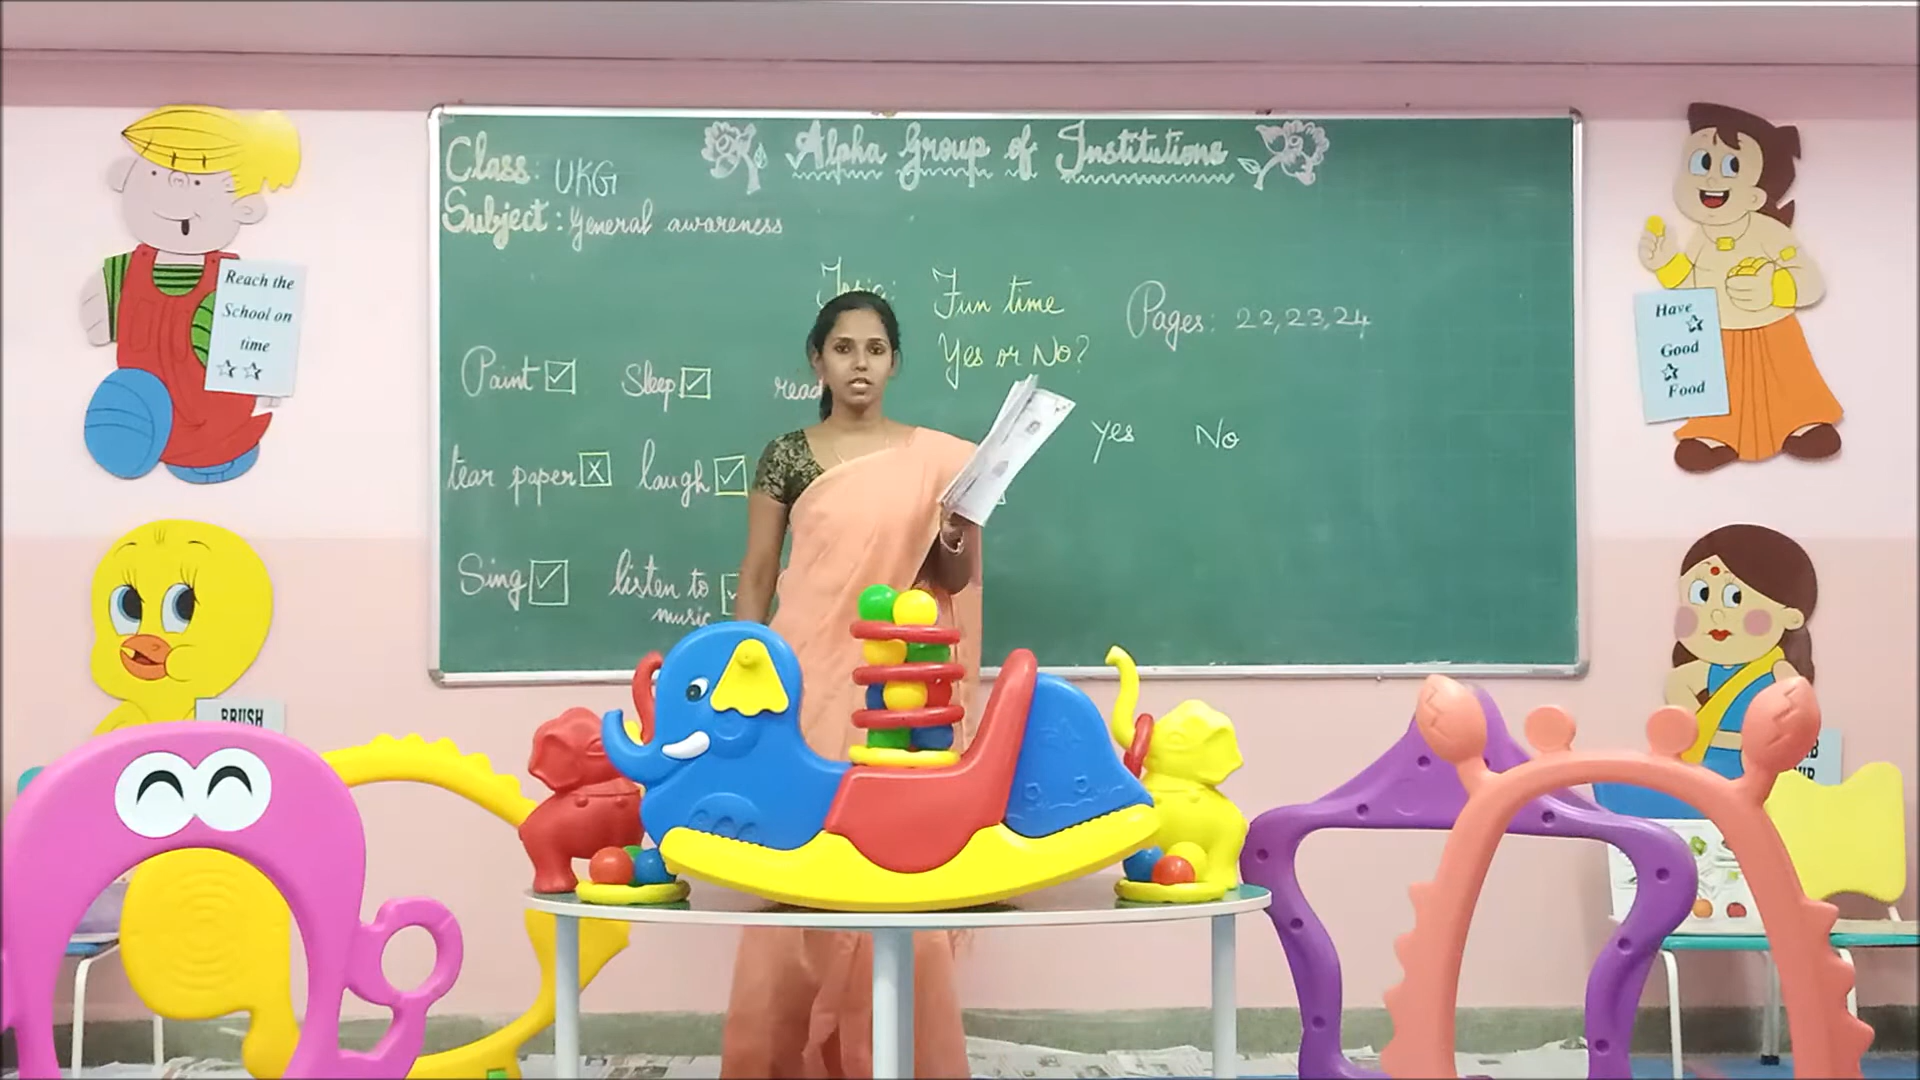 Alpha Group of Institutions
Class: UKG
Subject: General awareness
Topic: Fun time
Yes or No?
Pages: 22,23,24
Paint Sleep read
Yes No
tear paper laugh
Sing listen to
music
Reach the
School on
time
Have
Good
Food
BRUSH